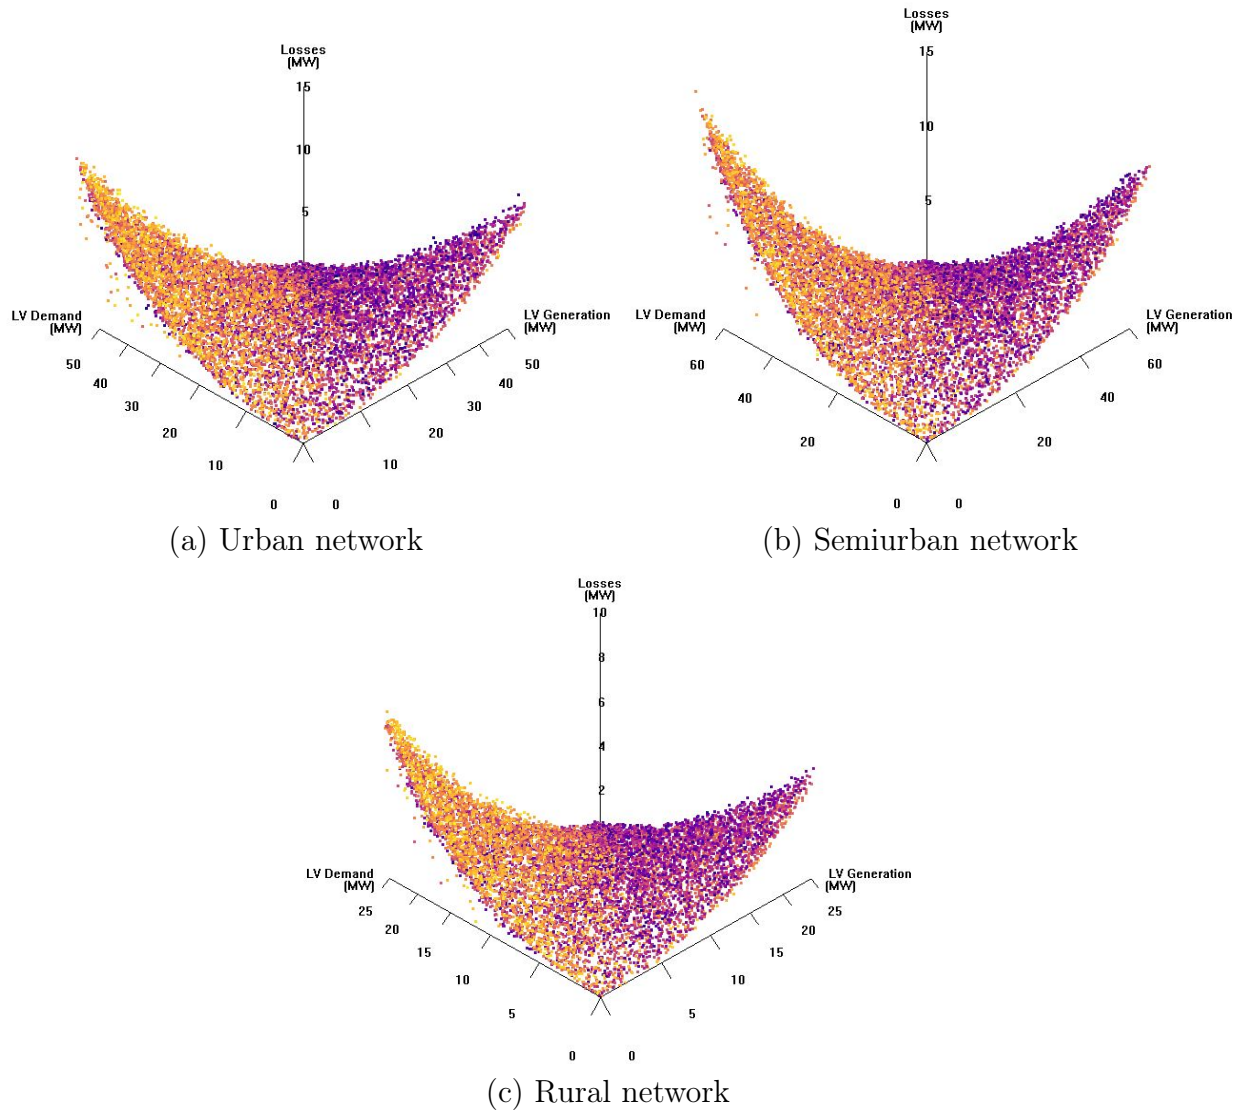 Losses
(MW)
15
10
5
LV Demand
(MW)
50
40
30
20
10
0
LV Generation
(MW)
50
40
30
20
10
0
(a) Urban network
Losses
(MW)
15
10
5
LV Demand
(MW)
60
40
20
0
LV Generation
(MW)
60
40
20
0
(b) Semiurban network
Losses
(MW)
10
8
6
4
2
LV Demand
(MW)
25
20
15
10
5
0
LV Generation
(MW)
25
20
15
10
5
0
(c) Rural network